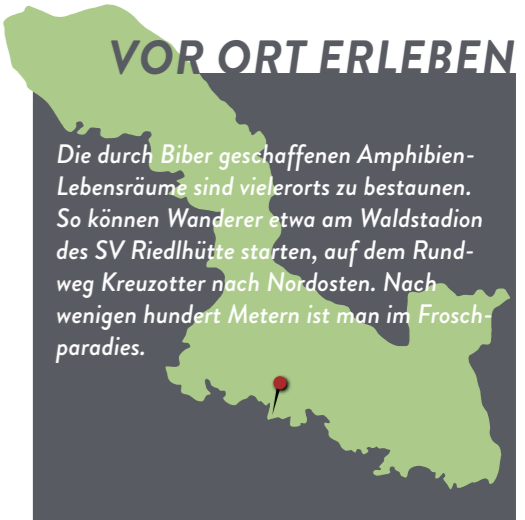 VOR ORT ERLEBEN
Die durch Biber geschaffenen Amphibien-
Lebensräume sind vielerorts zu bestaunen.
So können Wanderer etwa am Waldstadion
des SV Riedlhütte starten, auf dem Rund-
weg Kreuzotter nach Nordosten. Nach
wenigen hundert Metern ist man im Frosch-
paradies.